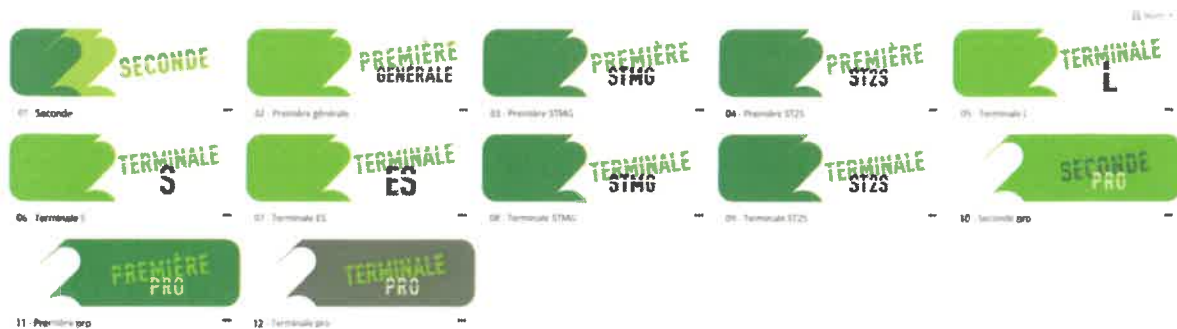 SECONDE
01 - Seconde
PREMIÈRE
GÉNÉRALE
02 - Première générale
PREMIÈRE
STMG
03 - Première STMG
PREMIÈRE
ST2S
04 - Première ST2S
TERMINALE
L
05 - Terminale L
TERMINALE
S
06 - Terminale S
TERMINALE
ES
07 - Terminale ES
TERMINALE
STMG
08 - Terminale STMG
TERMINALE
ST2S
09 - Terminale ST2S
SECONDE
PRO
10 - Seconde pro
PREMIÈRE
PRO
11 - Première pro
TERMINALE
PRO
12 - Terminale pro